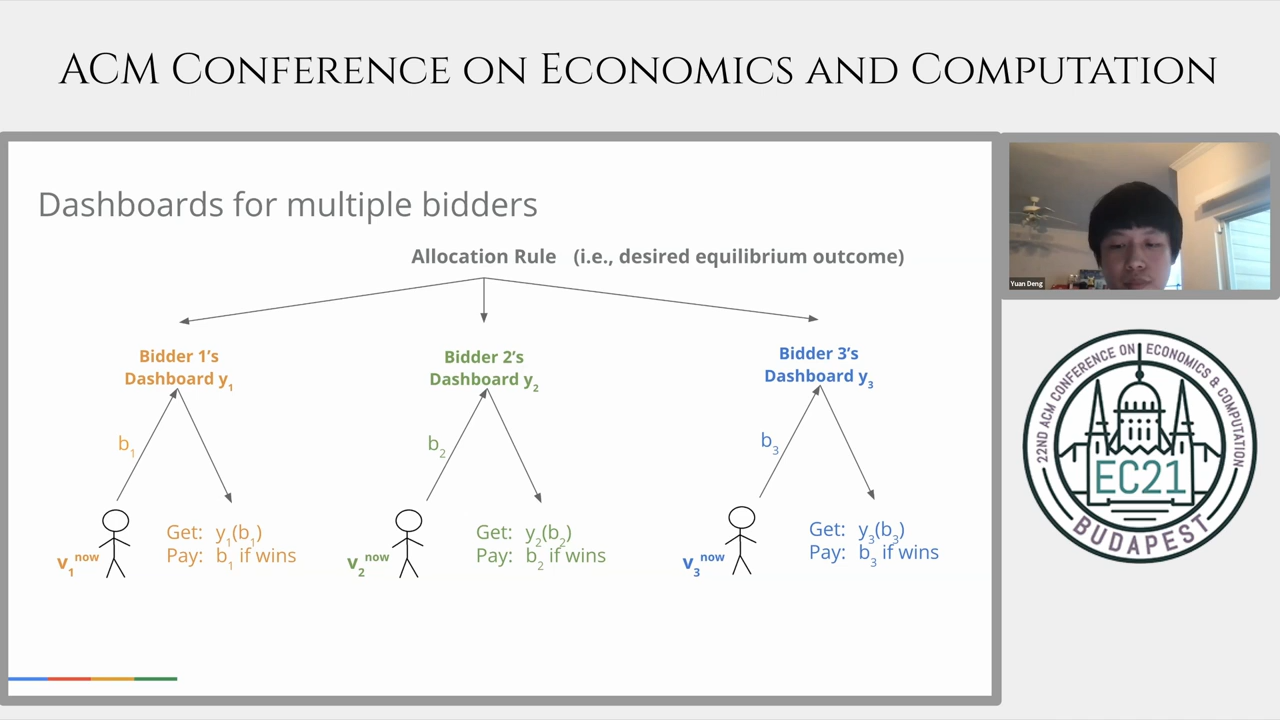 ACM Conference on Economics and Computation
Dashboards for multiple bidders
Allocation Rule (i.e., desired equilibrium outcome)
Bidder 1's
Dashboard y1
Bidder 2's
Dashboard y2
Bidder 3's
Dashboard y3
b1
b2
b3
v1now
Get: y1(b1)
Pay: b1 if wins
v2now
Get: y2(b2)
Pay: b2 if wins
v3now
Get: y3(b3)
Pay: b3 if wins
Yuan Deng
22ND ACM CONFERENCE ON ECONOMICS & COMPUTATION
EC21
BUDAPEST